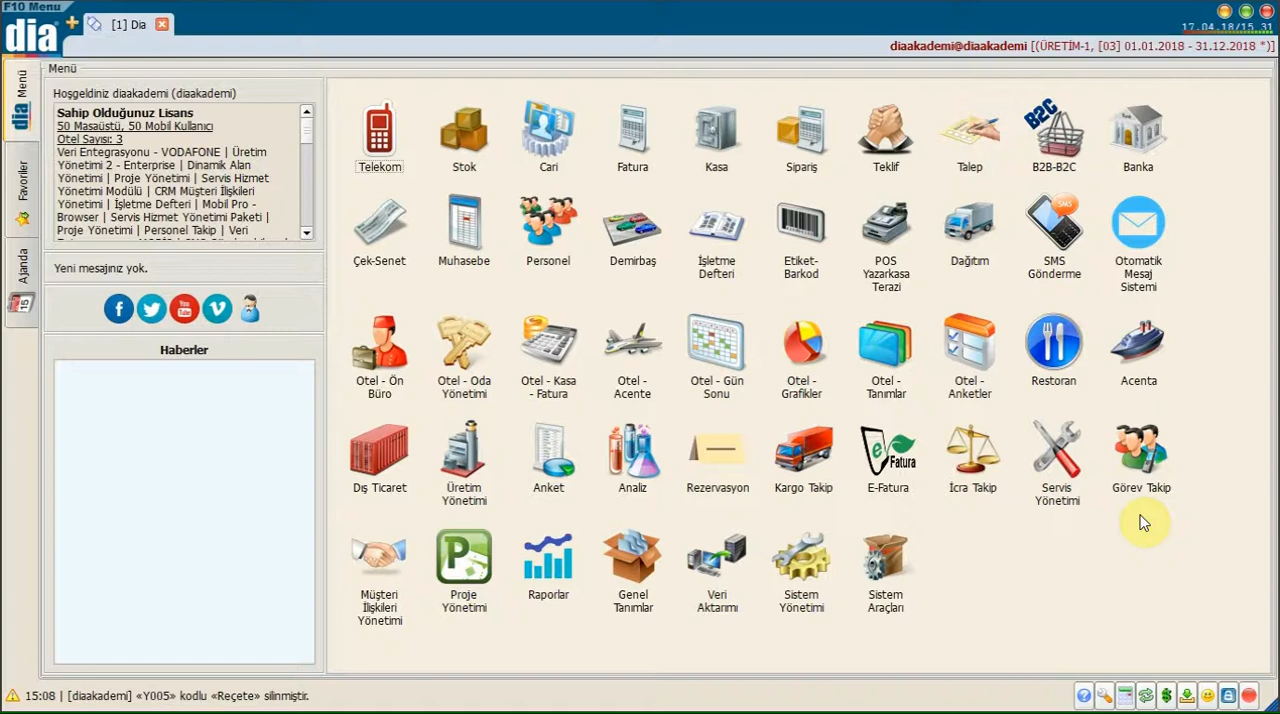 F10 Menu
dia
[1] Dia
17.04.18/15 31
diaakademi@diaakademi [(ÜRETİM-1, [03] 01.01.2018 - 31.12.2018 *)]
Menü
Menü
dia
Favoriler
Ajanda
15
Hoşgeldiniz diaakademi (diaakademi)
Sahip Olduğunuz Lisans
50 Masaüstü, 50 Mobil Kullanıcı
Otel Sayısı: 3
Veri Entegrasyonu - VODAFONE | Üretim
Yönetimi 2 - Enterprise | Dinamik Alan
Yönetimi | Proje Yönetimi | Servis Hizmet
Yönetimi Modülü | CRM Müşteri İlişkileri
Yönetimi | İşletme Defteri | Mobil Pro -
Browser | Servis Hizmet Yönetimi Paketi |
Proje Yönetimi | Personel Takip | Veri
Yeni mesajınız yok.
You
Tube
Haberler
Telekom
Stok
Cari
Fatura
Kasa
Sipariş
Teklif
Talep
B2C
B2B-B2C
Banka
Çek-Senet
Muhasebe
Personel
Demirbaş
İşletme
Defteri
Etiket-
Barkod
POS
Yazarkasa
Terazi
Dağıtım
SMS
SMS
Gönderme
Otomatik
Mesaj
Sistemi
Otel - Ön
Büro
Otel - Oda
Yönetimi
Otel - Kasa
- Fatura
Otel -
Acente
Otel - Gün
Sonu
Otel -
Grafikler
Otel -
Tanımlar
Otel -
Anketler
Restoran
Acenta
Dış Ticaret
Üretim
Yönetimi
Anket
Analiz
Rezervasyon
Kargo Takip
e
Fatura
E-Fatura
İcra Takip
Servis
Yönetimi
Görev Takip
Müşteri
İlişkileri
Yönetimi
P
Proje
Yönetimi
Raporlar
Genel
Tanımlar
Veri
Aktarımı
Sistem
Yönetimi
Sistem
Araçları
15:08 | [diaakademi] «Y005» kodlu «Reçete» silinmiştir.